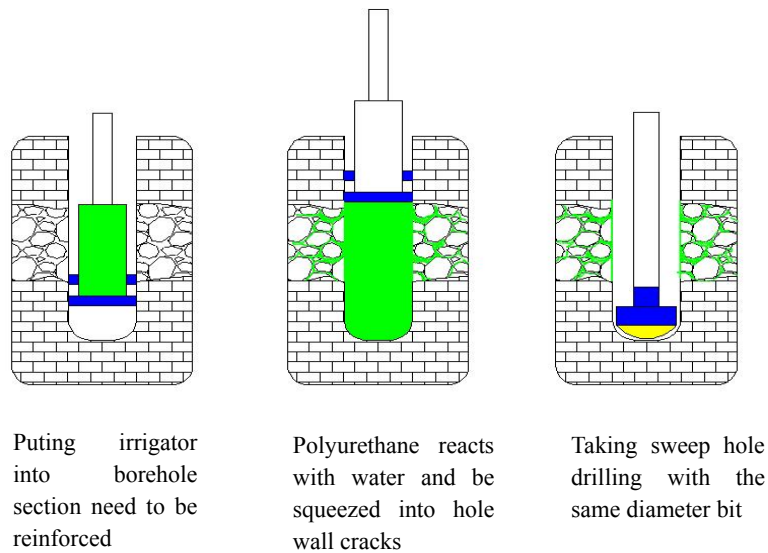 Puting irrigator
into borehole
section need to be
reinforced
Polyurethane reacts
with water and be
squeezed into hole
wall cracks
Taking sweep hole
drilling with the
same diameter bit